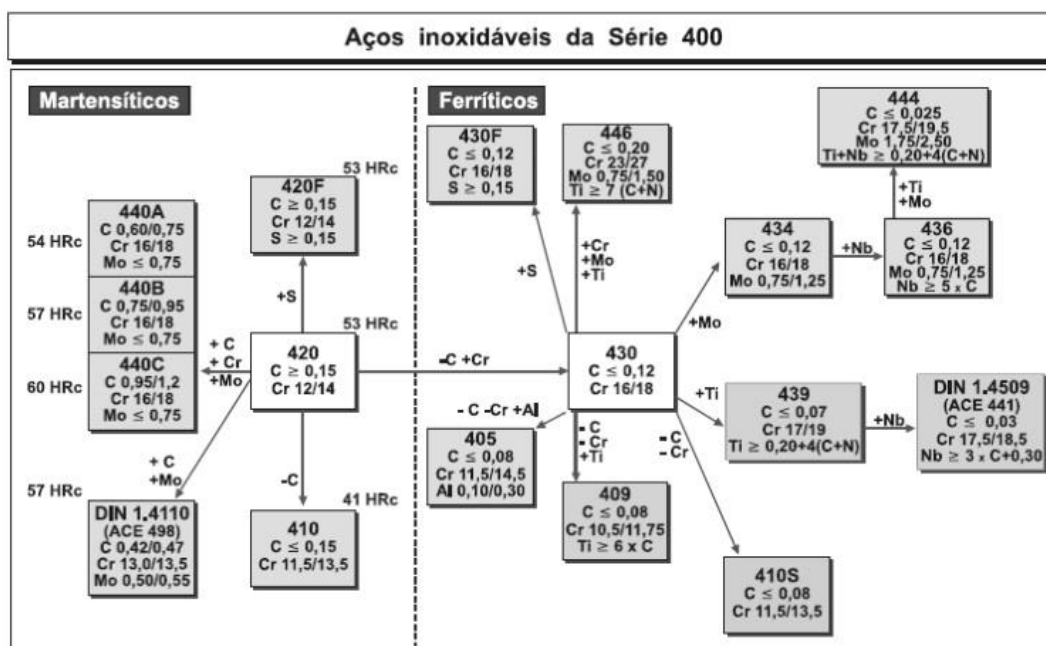 Aços inoxidáveis da Série 400
Martensíticos
53 HRc
420F
C ≥ 0,15
Cr 12/14
S ≥ 0,15
54 HRc
440A
C 0,60/0,75
Cr 16/18
Mo ≤ 0,75
57 HRc
440B
C 0,75/0,95
Cr 16/18
Mo ≤ 0,75
60 HRc
440C
C 0,95/1,2
Cr 16/18
Mo ≤ 0,75
+S
+ C
+ Cr
+Mo
53 HRc
420
C ≥ 0,15
Cr 12/14
+ C
+Mo
-C
57 HRc
DIN 1.4110
(ACE 498)
C 0,42/0,47
Cr 13,0/13,5
Mo 0,50/0,55
41 HRc
410
C ≤ 0,15
Cr 11,5/13,5
-C +Cr
Ferríticos
430F
C ≤ 0,12
Cr 16/18
S ≥ 0,15
446
C ≤ 0,20
Cr 23/27
Mo 0,75/1,50
Ti ≥ 7 (C+N)
444
C ≤ 0,025
Cr 17,5/19,5
Mo 1,75/2,50
Ti+Nb ≥ 0,20+4(C+N)
+Ti
+Mo
434
C ≤ 0,12
Cr 16/18
Mo 0,75/1,25
+Nb
436
C ≤ 0,12
Cr 16/18
Mo 0,75/1,25
Nb ≥ 5 x C
+S
+Cr
+Mo
+Ti
+Mo
430
C ≤ 0,12
Cr 16/18
+Ti
439
C ≤ 0,07
Cr 17/19
Ti ≥ 0,20+4(C+N)
+Nb
DIN 1.4509
(ACE 441)
C ≤ 0,03
Cr 17,5/18,5
Nb ≥ 3 x C+0,30
- C -Cr +Al
405
C ≤ 0,08
Cr 11,5/14,5
Al 0,10/0,30
- C
- Cr
+Ti
409
C ≤ 0,08
Cr 10,5/11,75
Ti ≥ 6 x C
- C
- Cr
410S
C ≤ 0,08
Cr 11,5/13,5